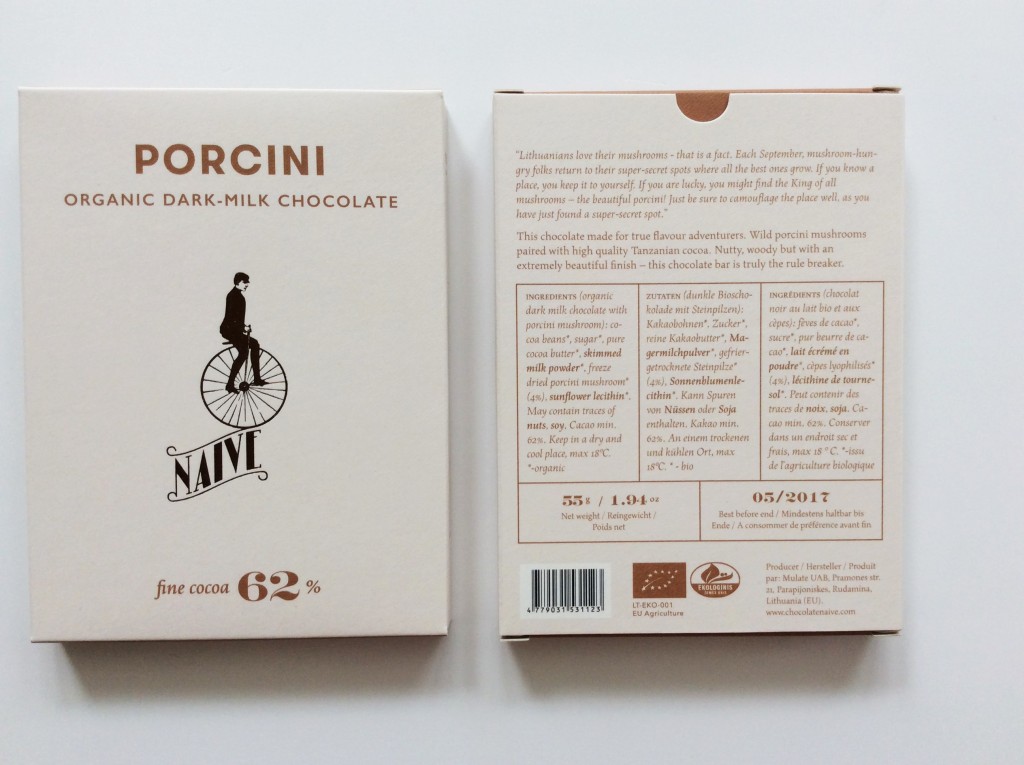 PORCINI
ORGANIC DARK-MILK CHOCOLATE
NAIVE
fine cocoa 62 %
"Lithuanians love their mushrooms - that is a fact. Each September, mushroom-hun-
gry folks return to their super-secret spots where all the best ones grow. If you know a
place, you keep it to yourself. If you are lucky, you might find the King of all
mushrooms – the beautiful porcini! Just be sure to camouflage the place well, as you
have just found a super-secret spot."
This chocolate made for true flavour adventurers. Wild porcini mushrooms
paired with high quality Tanzanian cocoa. Nutty, woody but with an
extremely beautiful finish – this chocolate bar is truly the rule breaker.
INGREDIENTS (organic
dark milk chocolate with
porcini mushroom): co-
coa beans*, sugar*, pure
cocoa butter*, skimmed
milk powder*, freeze
dried porcini mushroom*
(4%), sunflower lecithin*.
May contain traces of
nuts, soy. Cacao min.
62%. Keep in a dry and
cool place, max 18°C.
*-organic
ZUTATEN (dunkle Bioscho-
kolade mit Steinpilzen):
Kakaobohnen*, Zucker*,
reine Kakaobutter*, Ma-
germilchpulver*, gefrier-
getrocknete Steinpilze*
(4%), Sonnenblumenle-
cithin*. Kann Spuren
von Nüssen oder Soja
enthalten. Kakao min.
62%. An einem trockenen
und kühlen Ort, max
18°C. * - bio
INGRÉDIENTS (chocolat
noir au lait bio et aux
cèpes): fèves de cacao*,
sucre*, pur beurre de ca-
cao*, lait écrémé en
poudre*, cèpes lyophilisés*
(4%), lécithine de tourne-
sol*. Peut contenir des
traces de noix, soja. Ca-
cao min. 62%. Conserver
dans un endroit sec et
frais, max 18 ° C. *-issu
de l'agriculture biologique
55 g / 1.94 oz
Net weight / Reingewicht /
Poids net
05/2017
Best before end / Mindestens haltbar bis
Ende / A consommer de préférence avant fin
4 779031 531123
LT-EKO-001
EU Agriculture
EKOLOGINIS
ŽEMĖS ŪKIS
Producer / Hersteller / Produit
par: Mulate UAB, Pramones str.
21, Parapijoniskes, Rudamina,
Lithuania (EU).
www.chocolatenaive.com